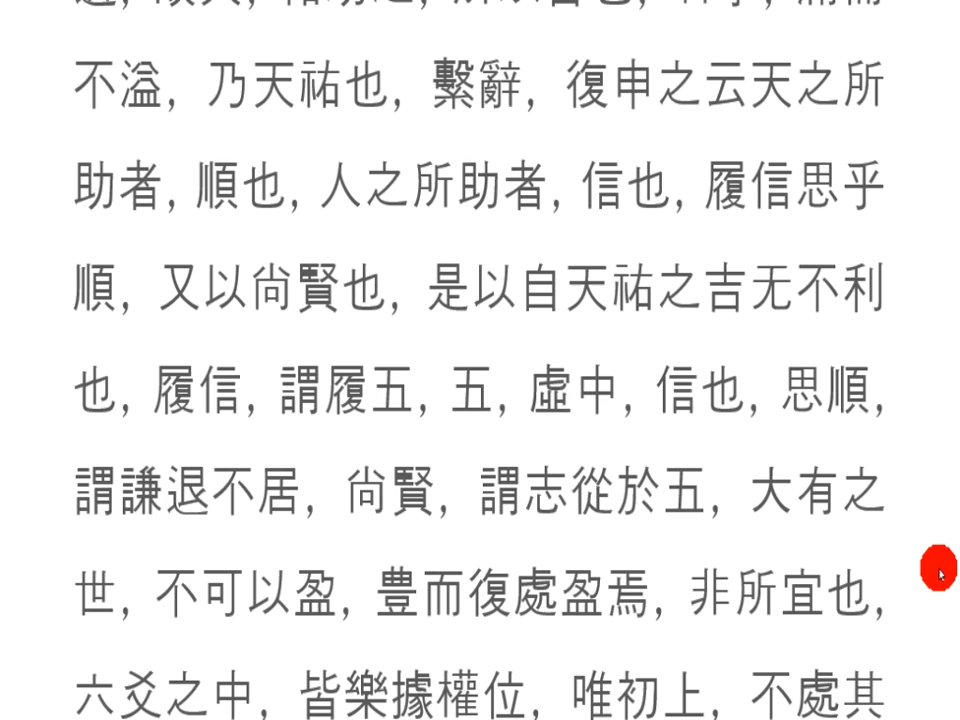 不溢, 乃天祐也, 繫辭, 復申之云天之所
助者, 順也, 人之所助者, 信也, 履信思乎
順, 又以尙賢也, 是以自天祐之吉无不利
也, 履信, 謂履五, 五, 虛中, 信也, 思順,
謂謙退不居, 尙賢, 謂志從於五, 大有之
世, 不可以盈, 豊而復處盈焉, 非所宜也,
六爻之中, 皆樂據權位, 唯初上, 不處其